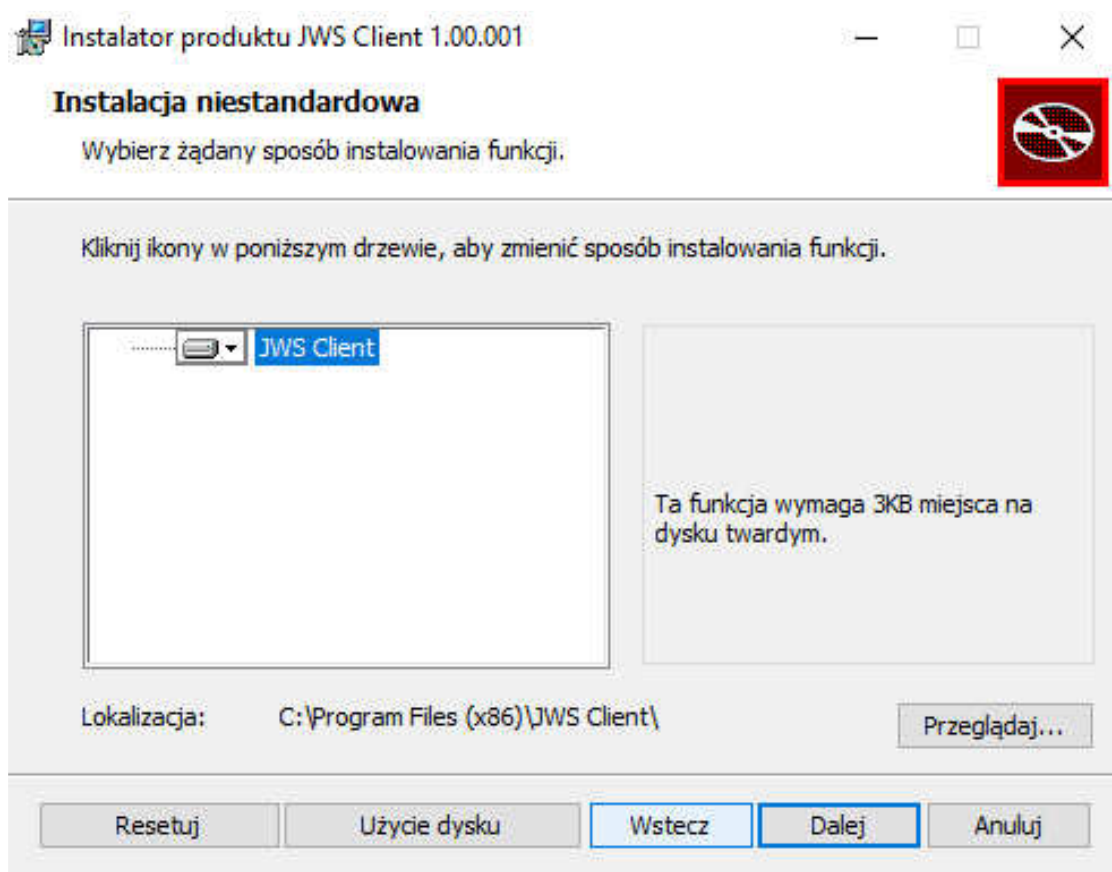 Instalator produktu JWS Client 1.00.001
Instalacja niestandardowa
Wybierz żądany sposób instalowania funkcji.
Kliknij ikony w poniższym drzewie, aby zmienić sposób instalowania funkcji.
JWS Client
Ta funkcja wymaga 3KB miejsca na
dysku twardym.
Lokalizacja: C:\Program Files (x86)\JWS Client\
Przeglądaj...
Resetuj Użycie dysku Wstecz Dalej Anuluj